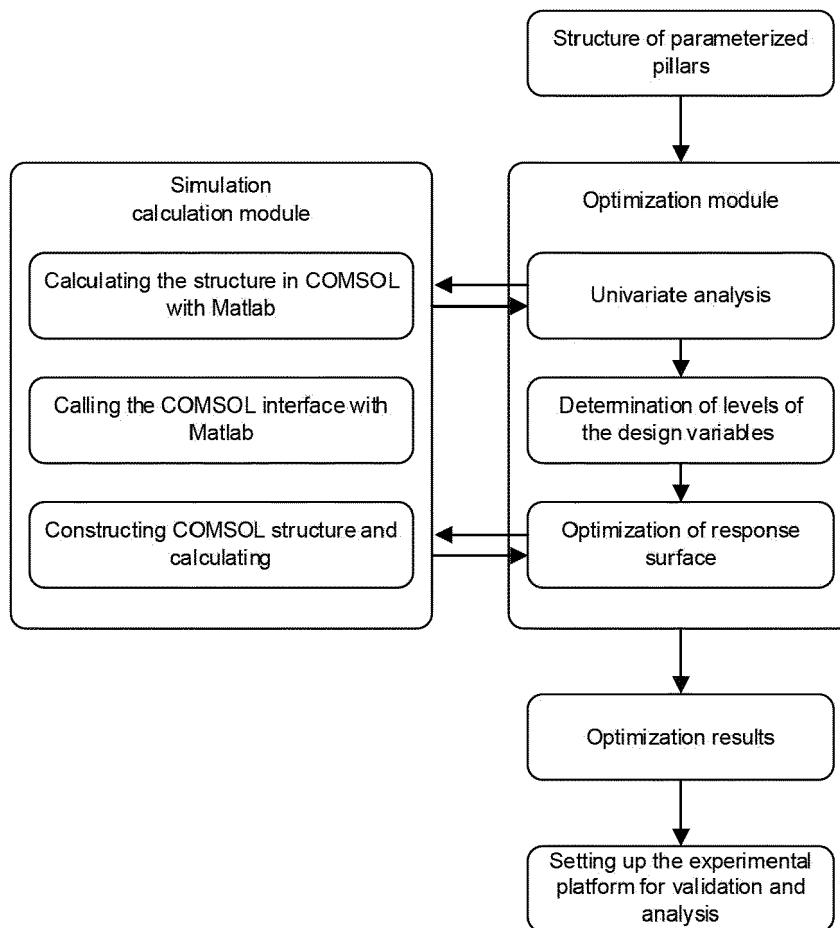 Structure of parameterized
pillars
Simulation
calculation module
Calculating the structure in COMSOL
with Matlab
Calling the COMSOL interface with
Matlab
Constructing COMSOL structure and
calculating
Optimization module
Univariate analysis
Determination of levels of
the design variables
Optimization of response
surface
Optimization results
Setting up the experimental
platform for validation and
analysis